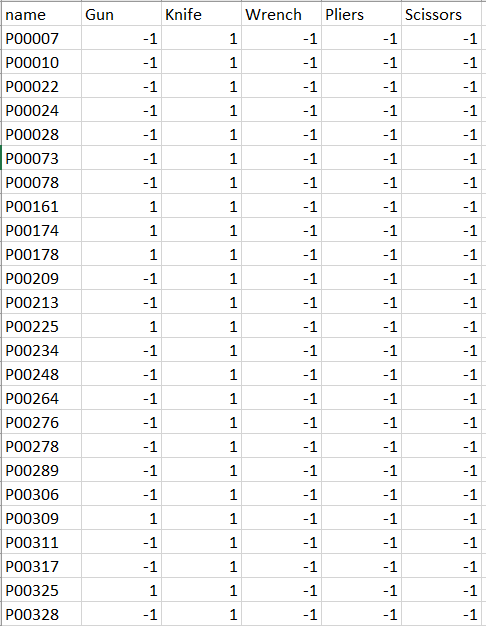 name Gun Knife Wrench Pliers Scissors
P00007 -1 1 -1 -1 -1
P00010 -1 1 -1 -1 -1
P00022 -1 1 -1 -1 -1
P00024 -1 1 -1 -1 -1
P00028 -1 1 -1 -1 -1
P00073 -1 1 -1 -1 -1
P00078 -1 1 -1 -1 -1
P00161 1 1 -1 -1 -1
P00174 1 1 -1 -1 -1
P00178 1 1 -1 -1 -1
P00209 -1 1 -1 -1 -1
P00213 -1 1 -1 -1 -1
P00225 1 1 -1 -1 -1
P00234 -1 1 -1 -1 -1
P00248 -1 1 -1 -1 -1
P00264 -1 1 -1 -1 -1
P00276 -1 1 -1 -1 -1
P00278 -1 1 -1 -1 -1
P00289 -1 1 -1 -1 -1
P00306 -1 1 -1 -1 -1
P00309 1 1 -1 -1 -1
P00311 -1 1 -1 -1 -1
P00317 -1 1 -1 -1 -1
P00325 1 1 -1 -1 -1
P00328 -1 1 -1 -1 -1